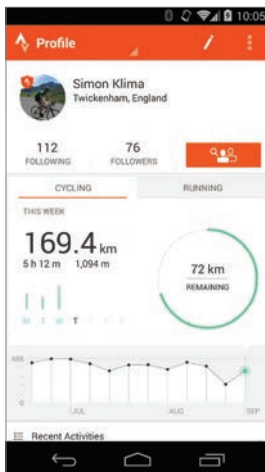 10:05
Profile
Simon Klima
Twickenham, England
112 76
FOLLOWING FOLLOWERS
CYCLING RUNNING
THIS WEEK
169.4 km
5 h 12 m 1,094 m
72 km
REMAINING
M T W T F S S
0
JUL AUG SEP
Recent Activities